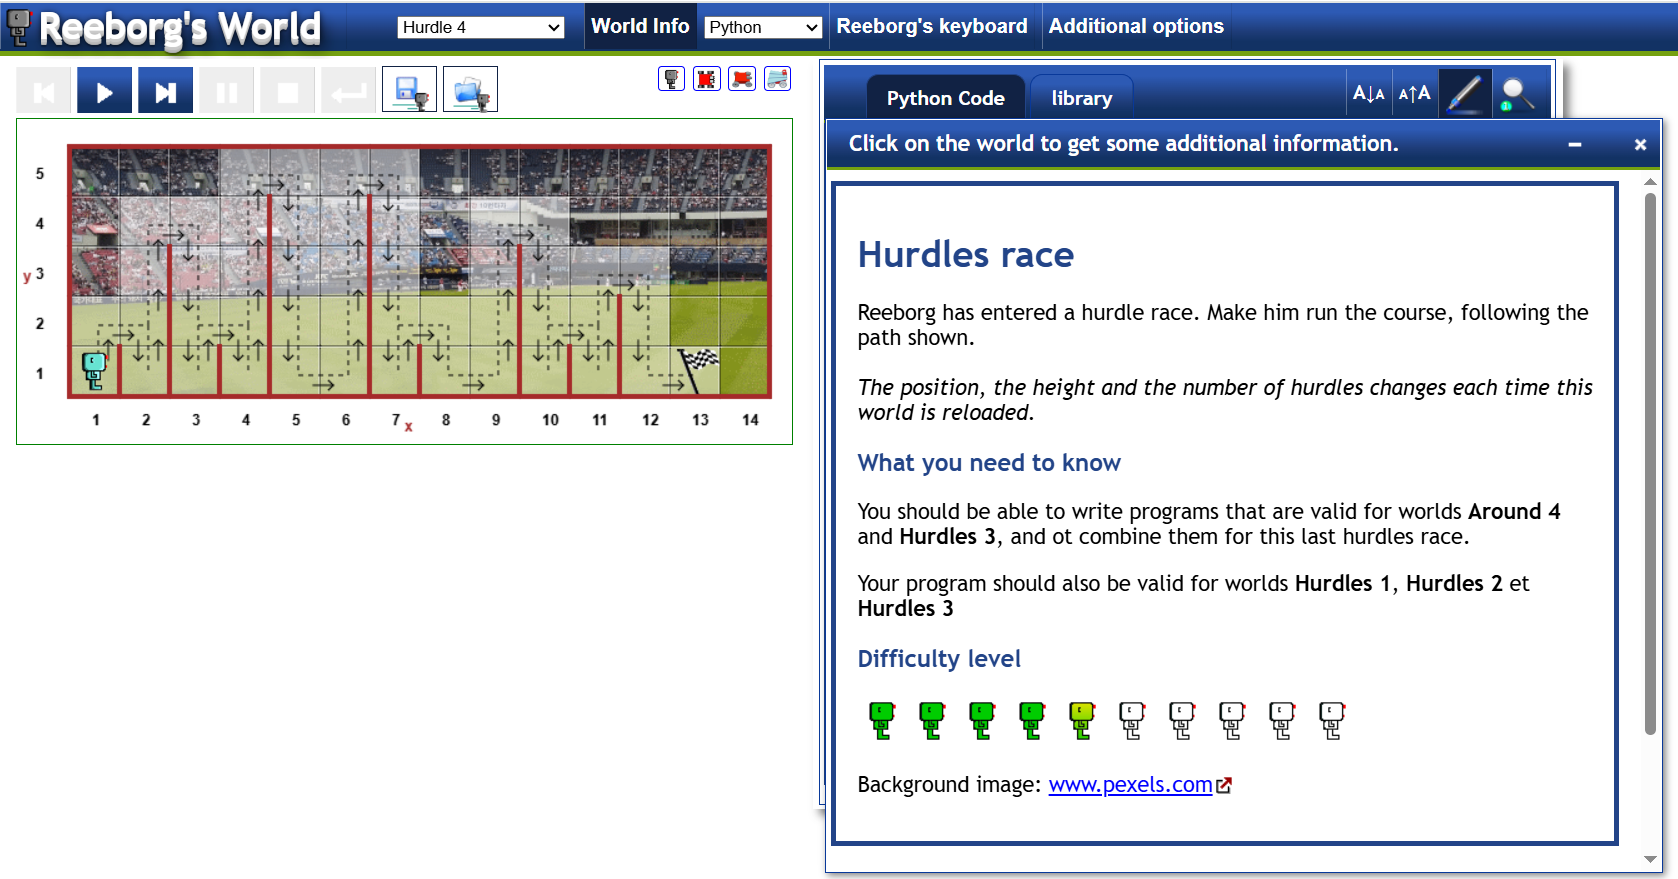 Reeborg's World
Hurdle 4
World Info
Python
Reeborg's keyboard
Additional options
Python Code
library
A↓A
A↑A
Click on the world to get some additional information.
5
4
y 3
2
1
1 2 3 4 5 6 7 x 8 9 10 11 12 13 14
Hurdles race
Reeborg has entered a hurdle race. Make him run the course, following the
path shown.
The position, the height and the number of hurdles changes each time this
world is reloaded.
What you need to know
You should be able to write programs that are valid for worlds Around 4
and Hurdles 3, and ot combine them for this last hurdles race.
Your program should also be valid for worlds Hurdles 1, Hurdles 2 et
Hurdles 3
Difficulty level
Background image: www.pexels.com